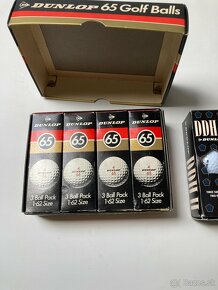 DUNLOP 65 Golf Balls
DUNLOP DUNLOP DUNLOP DUNLOP
65 65 65 65
3 Ball Pack 3 Ball Pack 3 Ball Pack 3 Ball Pack
1·62 Size 1·62 Size 1·62 Size 1·62 Size
DDH
DUNLOP